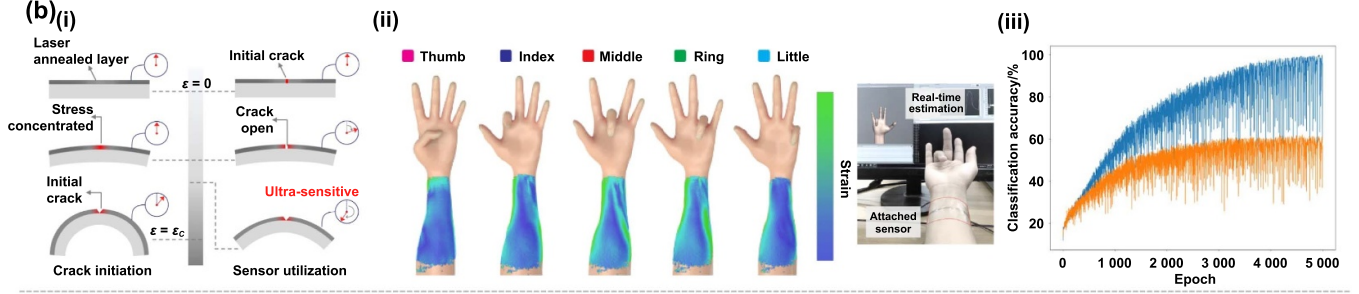 (b)
(i)
Laser
annealed layer
Initial crack
ε = 0
Stress
concentrated
Crack
open
Initial
crack
Ultra-sensitive
ε = εC
Crack initiation
Sensor utilization
(ii)
Thumb
Index
Middle
Ring
Little
Strain
Real-time
estimation
Attached
sensor
(iii)
Classification accuracy/%
100
80
60
40
20
0
1 000
2 000
3 000
4 000
5 000
Epoch